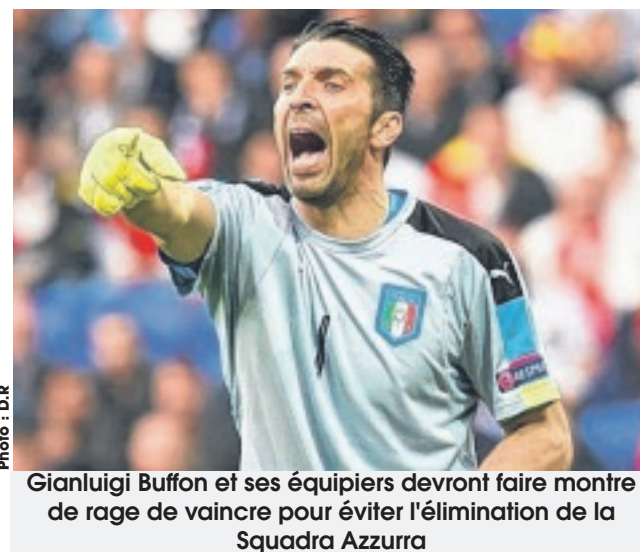 Photo : D.R
RESPECT
Gianluigi Buffon et ses équipiers devront faire montre
de rage de vaincre pour éviter l'élimination de la
Squadra Azzurra